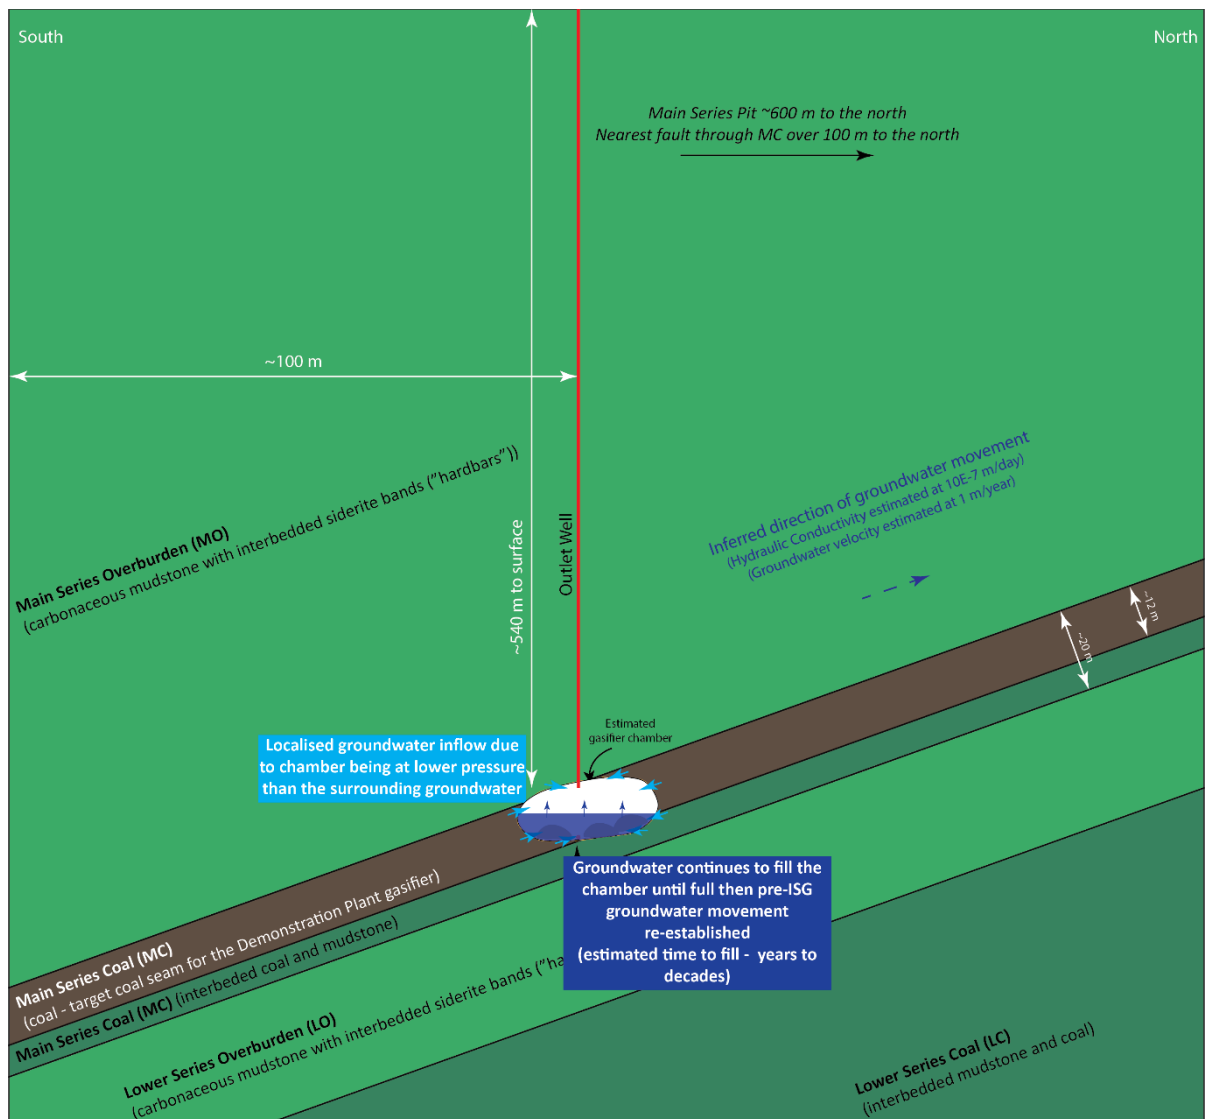 South
North
Main Series Pit ~600 m to the north
Nearest fault through MC over 100 m to the north
~100 m
Main Series Overburden (MO)
(carbonaceous mudstone with interbedded siderite bands ("hardbars"))
~540 m to surface
Outlet Well
Inferred direction of groundwater movement
(Hydraulic Conductivity estimated at 10E-7 m/day)
(Groundwater velocity estimated at 1 m/year)
~12 m
~20 m
Estimated
gasifier chamber
Localised groundwater inflow due
to chamber being at lower pressure
than the surrounding groundwater
Groundwater continues to fill the
chamber until full then pre-ISG
groundwater movement
re-established
(estimated time to fill - years to
decades)
Main Series Coal (MC)
(coal - target coal seam for the Demonstration Plant gasifier)
Main Series Coal (MC) (interbeded coal and mudstone)
Lower Series Overburden (LO)
(carbonaceous mudstone with interbedded siderite bands ("ha
Lower Series Coal (LC)
(interbedded mudstone and coal)